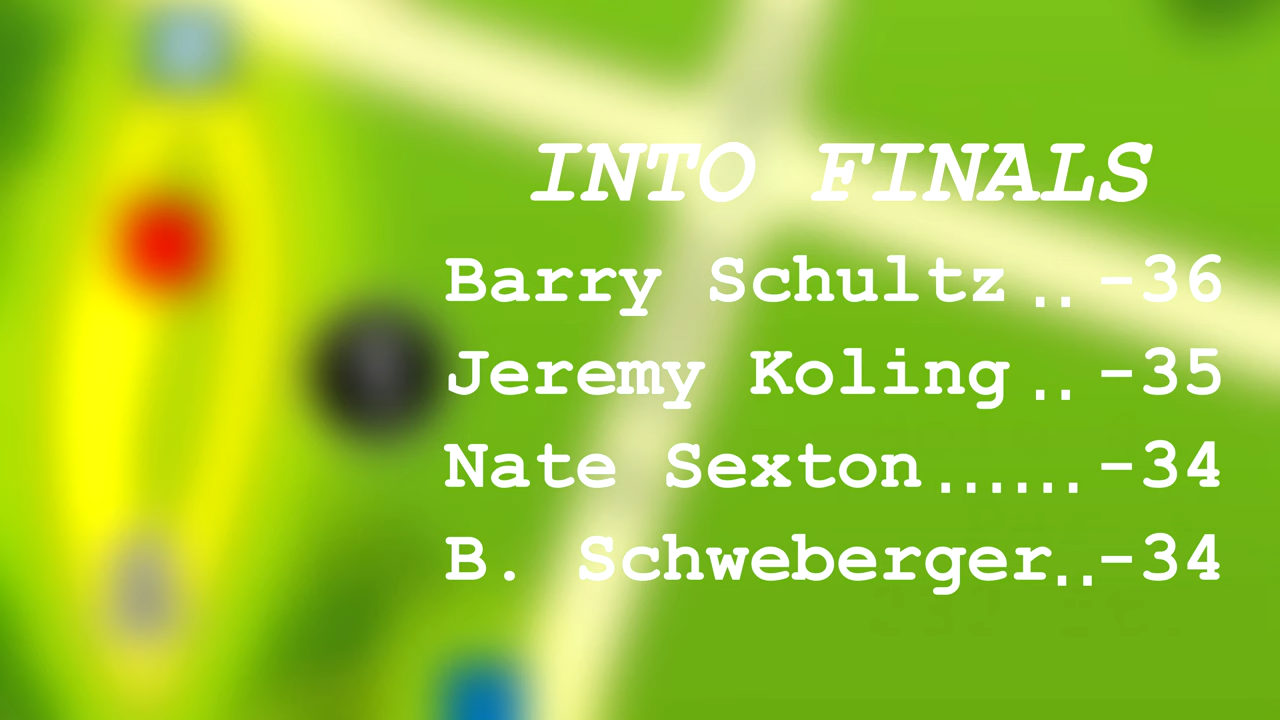 INTO FINALS
Barry Schultz .. -36
Jeremy Koling .. -35
Nate Sexton ...... -34
B. Schweberger..-34